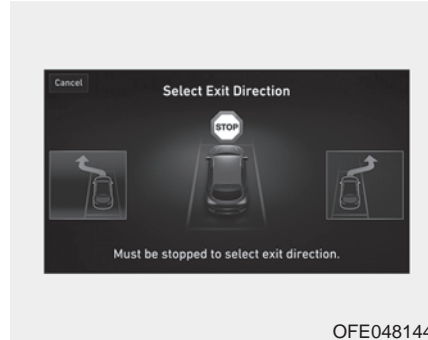 Cancel
Select Exit Direction
STOP
Must be stopped to select exit direction.
OFE048144